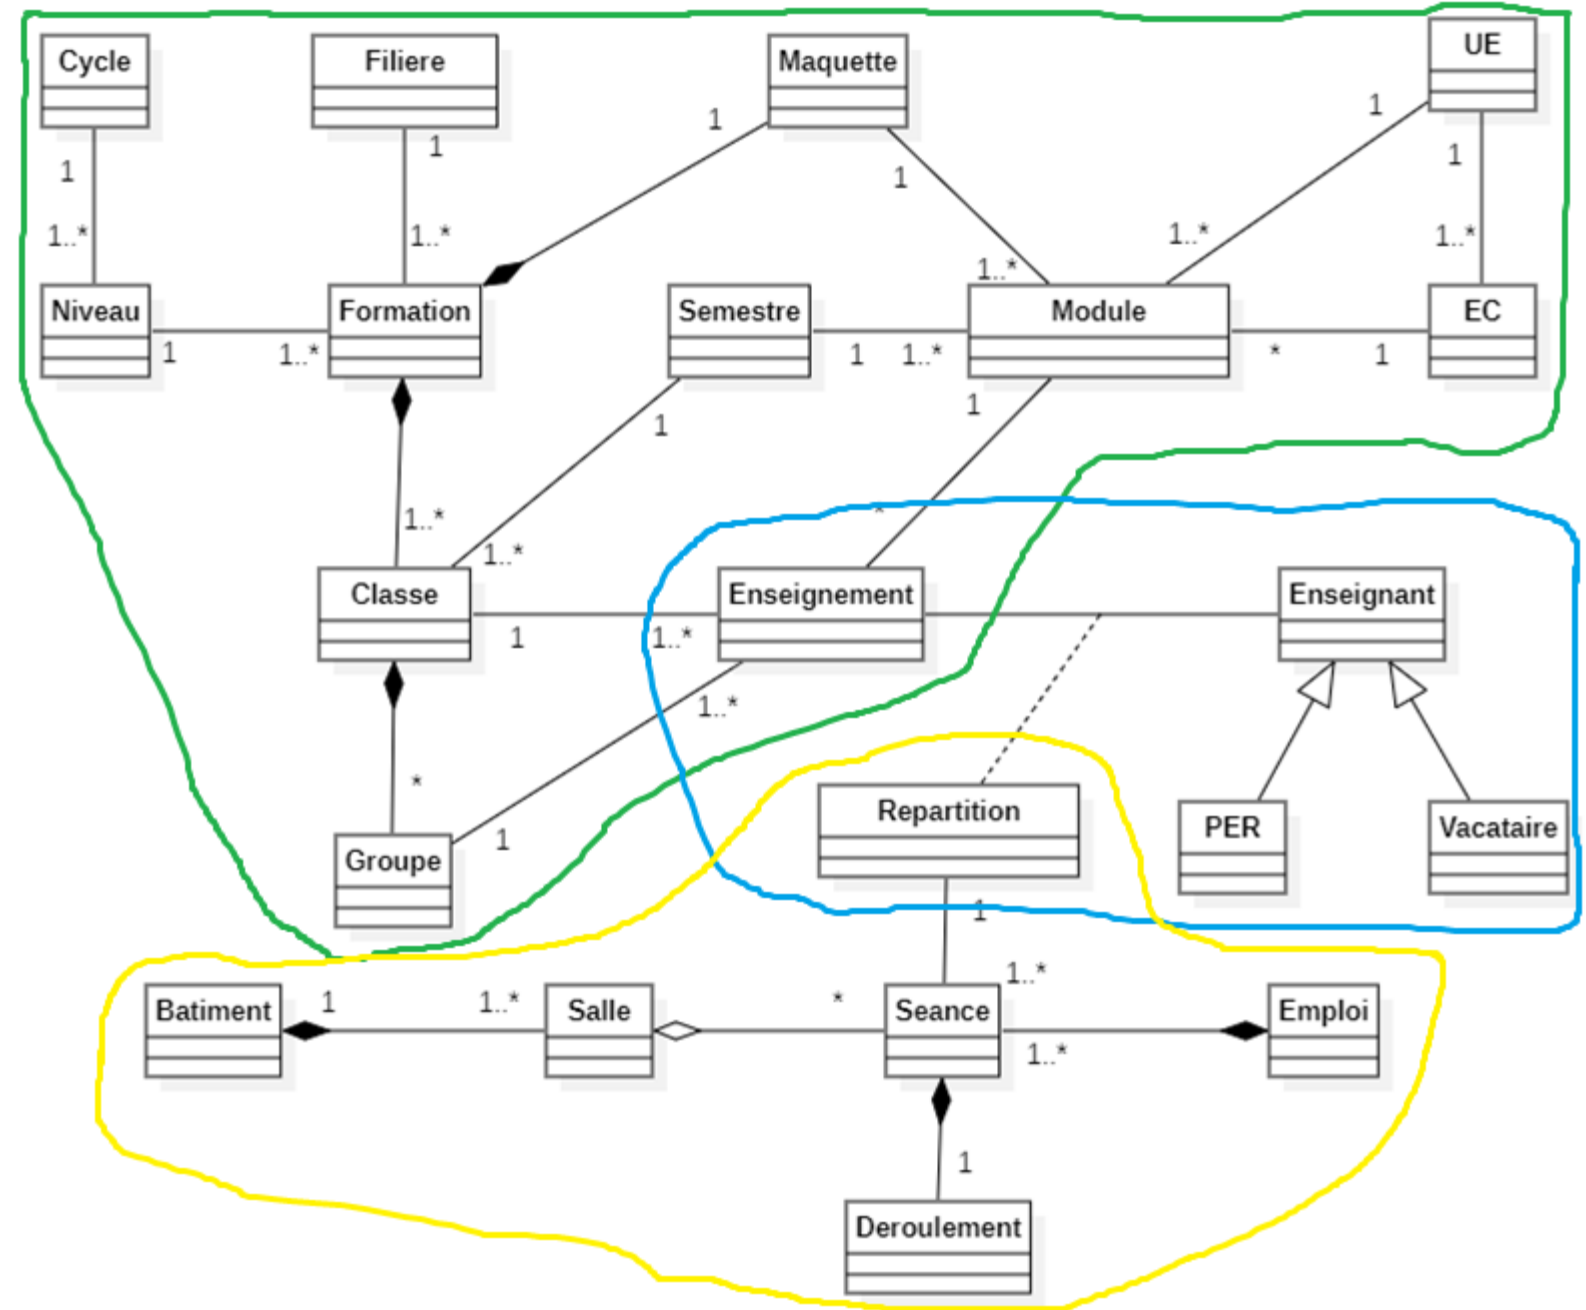 Cycle
Filiere
Maquette
UE
1
1
1
1
1
1
1..*
1..*
1..*
1..*
1..*
Niveau
Formation
Semestre
Module
EC
1
1..*
1
1..*
*
1
1
1
1..*
*
1..*
Classe
Enseignement
Enseignant
1
1..*
1..*
*
1
Groupe
Repartition
PER
Vacataire
1
1..*
Batiment
1
1..*
Salle
*
Seance
1..*
Emploi
1
Deroulement